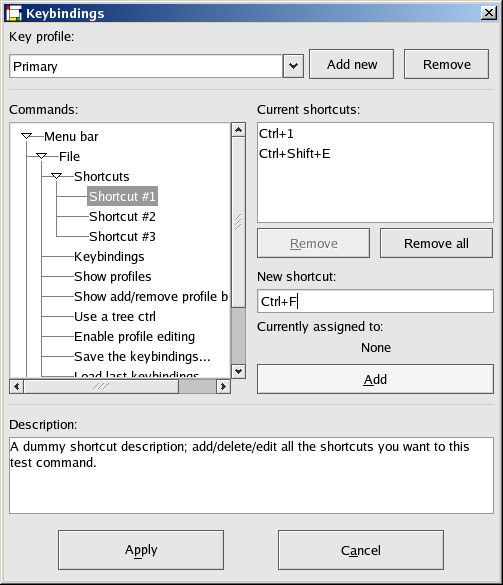 Keybindings
Key profile:
Primary
Add new
Remove
Commands:
Menu bar
File
Shortcuts
Shortcut #1
Shortcut #2
Shortcut #3
Keybindings
Show profiles
Show add/remove profile b
Use a tree ctrl
Enable profile editing
Save the keybindings...
Load last keybindings
Current shortcuts:
Ctrl+1
Ctrl+Shift+E
Remove
Remove all
New shortcut:
Ctrl+F
Currently assigned to:
None
Add
Description:
A dummy shortcut description; add/delete/edit all the shortcuts you want to this
test command.
Apply
Cancel